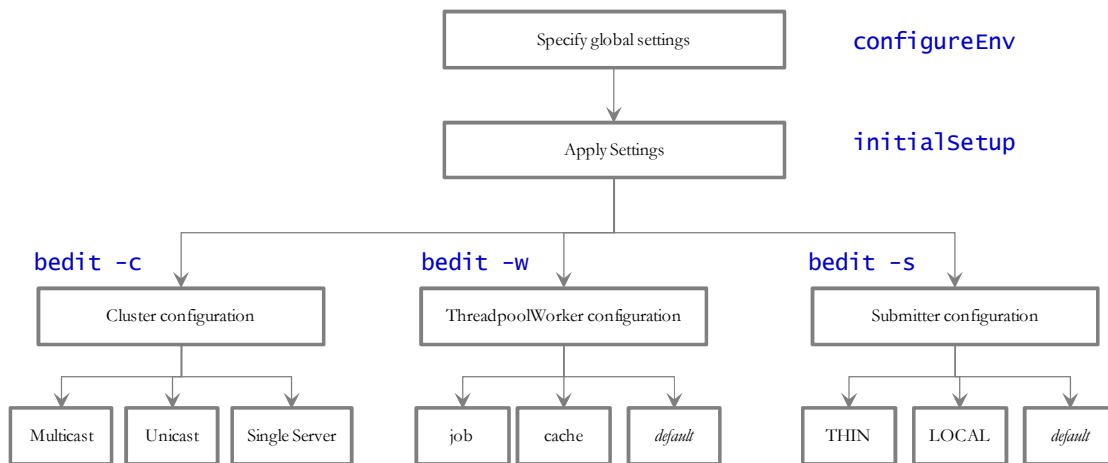 Specify global settings
configureEnv
Apply Settings
initialSetup
bedit -c
bedit -w
bedit -s
Cluster configuration
ThreadpoolWorker configuration
Submitter configuration
Multicast
Unicast
Single Server
job
cache
default
THIN
LOCAL
default